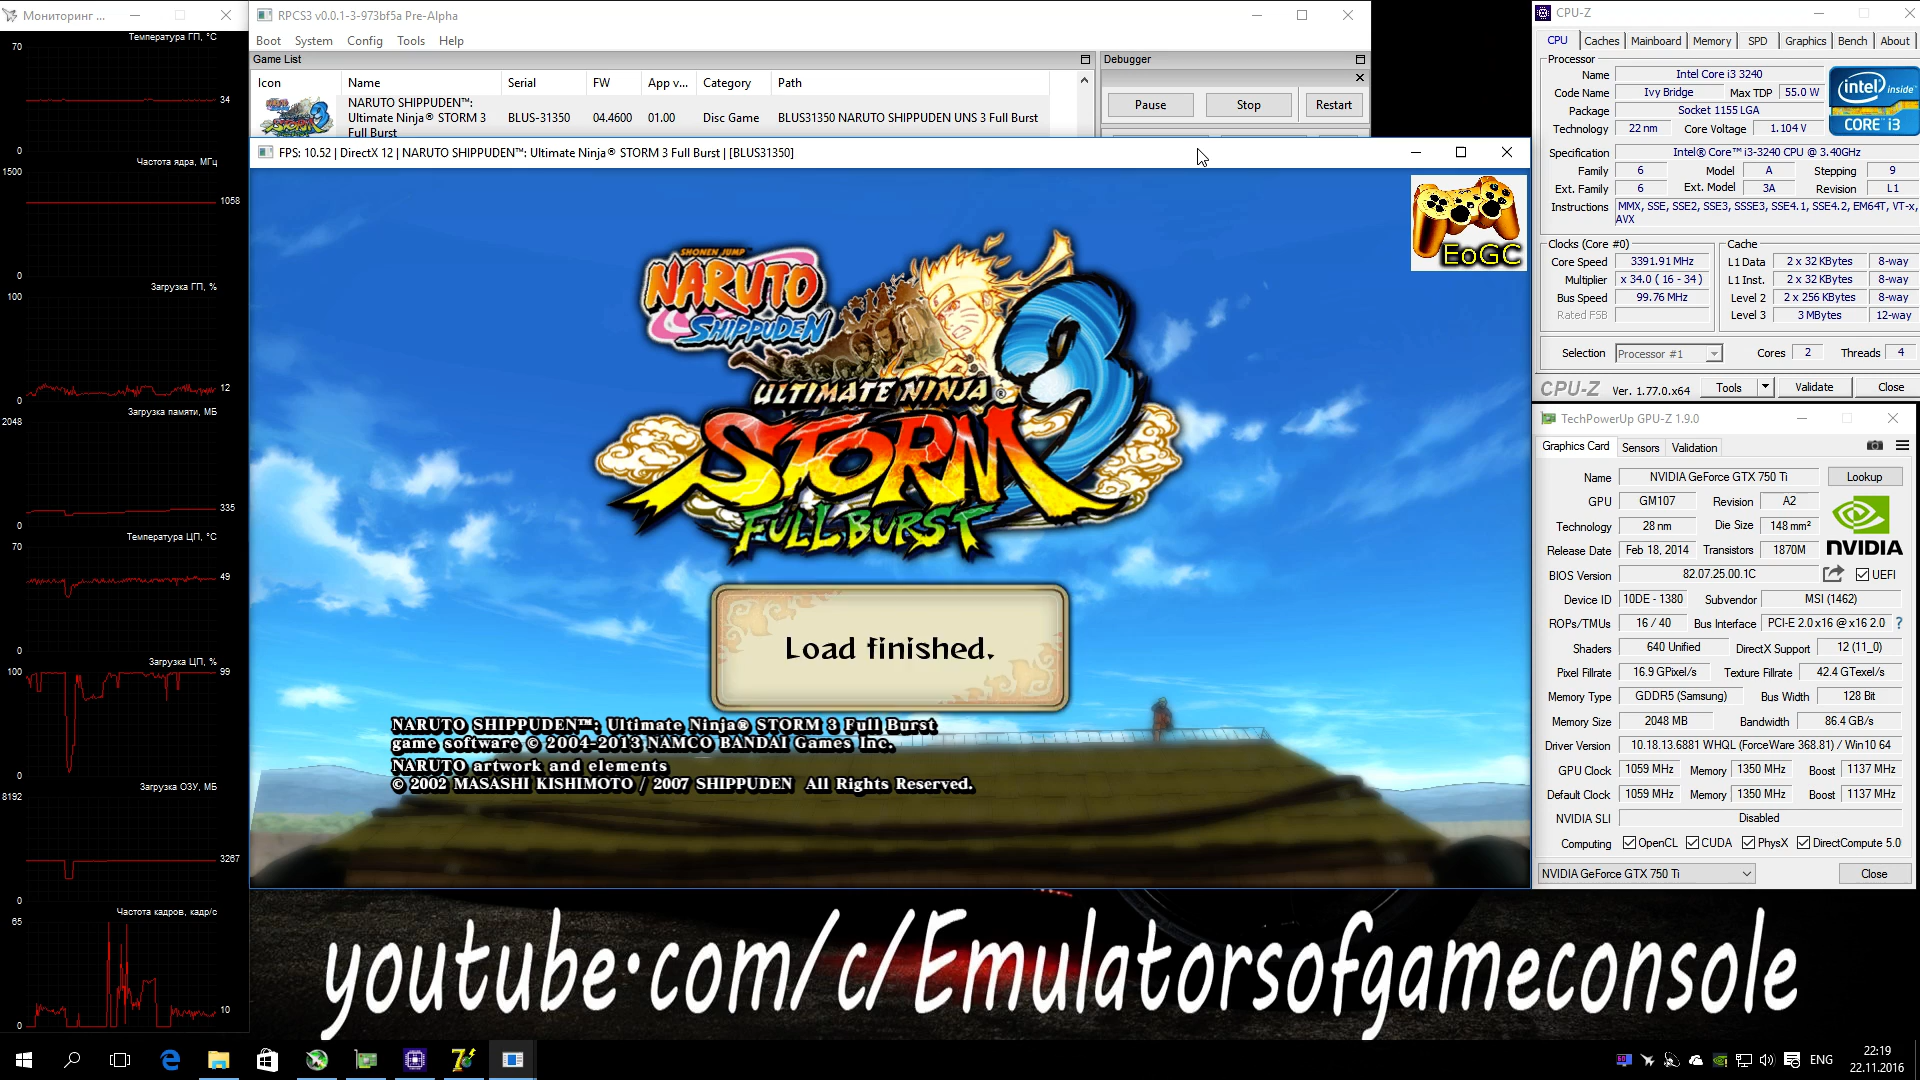 Мониторинг ...
Температура ГП, °C
70
34
0
Частота ядра, МГц
1500
1058
0
Загрузка ГП, %
100
12
0
Загрузка памяти, МБ
2048
335
0
Температура ЦП, °C
70
49
0
Загрузка ЦП, %
100
99
0
Загрузка ОЗУ, МБ
8192
3267
0
Частота кадров, кадр/с
65
10
0
RPCS3 v0.0.1-3-973bf5a Pre-Alpha
Boot System Config Tools Help
Game List
Icon Name Serial FW App v... Category Path
NARUTO SHIPPUDEN™:
Ultimate Ninja® STORM 3 BLUS-31350 04.4600 01.00 Disc Game BLUS31350 NARUTO SHIPPUDEN UNS 3 Full Burst
Full Burst
Debugger
Pause Stop Restart
FPS: 10.52 | DirectX 12 | NARUTO SHIPPUDEN™: Ultimate Ninja® STORM 3 Full Burst | [BLUS31350]
EoGC
SHONEN JUMP
NARUTO
SHIPPUDEN
ULTIMATE NINJA®
STORM 3
FULL BURST
Load finished.
NARUTO SHIPPUDEN™: Ultimate Ninja® STORM 3 Full Burst
game software © 2004-2013 NAMCO BANDAI Games Inc.
NARUTO artwork and elements
© 2002 MASASHI KISHIMOTO / 2007 SHIPPUDEN All Rights Reserved.
CPU-Z
CPU Caches Mainboard Memory SPD Graphics Bench About
Processor
Name Intel Core i3 3240
Code Name Ivy Bridge Max TDP 55.0 W
Package Socket 1155 LGA
Technology 22 nm Core Voltage 1.104 V
intel inside™
CORE i3
Specification Intel® Core™ i3-3240 CPU @ 3.40GHz
Family 6 Model A Stepping 9
Ext. Family 6 Ext. Model 3A Revision L1
Instructions MMX, SSE, SSE2, SSE3, SSSE3, SSE4.1, SSE4.2, EM64T, VT-x,
AVX
Clocks (Core #0) Cache
Core Speed 3391.91 MHz L1 Data 2 x 32 KBytes 8-way
Multiplier x 34.0 ( 16 - 34 ) L1 Inst. 2 x 32 KBytes 8-way
Bus Speed 99.76 MHz Level 2 2 x 256 KBytes 8-way
Rated FSB Level 3 3 MBytes 12-way
Selection Processor #1 Cores 2 Threads 4
CPU-Z Ver. 1.77.0.x64 Tools Validate Close
TechPowerUp GPU-Z 1.9.0
Graphics Card Sensors Validation
Name NVIDIA GeForce GTX 750 Ti Lookup
GPU GM107 Revision A2
Technology 28 nm Die Size 148 mm²
Release Date Feb 18, 2014 Transistors 1870M
NVIDIA
BIOS Version 82.07.25.00.1C UEFI
Device ID 10DE - 1380 Subvendor MSI (1462)
ROPs/TMUs 16 / 40 Bus Interface PCI-E 2.0 x16 @ x16 2.0 ?
Shaders 640 Unified DirectX Support 12 (11_0)
Pixel Fillrate 16.9 GPixel/s Texture Fillrate 42.4 GTexel/s
Memory Type GDDR5 (Samsung) Bus Width 128 Bit
Memory Size 2048 MB Bandwidth 86.4 GB/s
Driver Version 10.18.13.6881 WHQL (ForceWare 368.81) / Win10 64
GPU Clock 1059 MHz Memory 1350 MHz Boost 1137 MHz
Default Clock 1059 MHz Memory 1350 MHz Boost 1137 MHz
NVIDIA SLI Disabled
Computing OpenCL CUDA PhysX DirectCompute 5.0
NVIDIA GeForce GTX 750 Ti Close
youtube.com/c/Emulatorsofgameconsole
ENG
22:19
22.11.2016